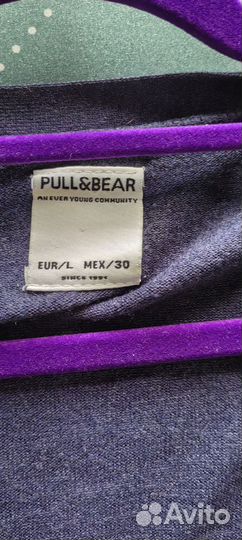 PULL&BEAR
AN EVER YOUNG COMMUNITY
EUR/L MEX/30
SINCE 1991
Avito